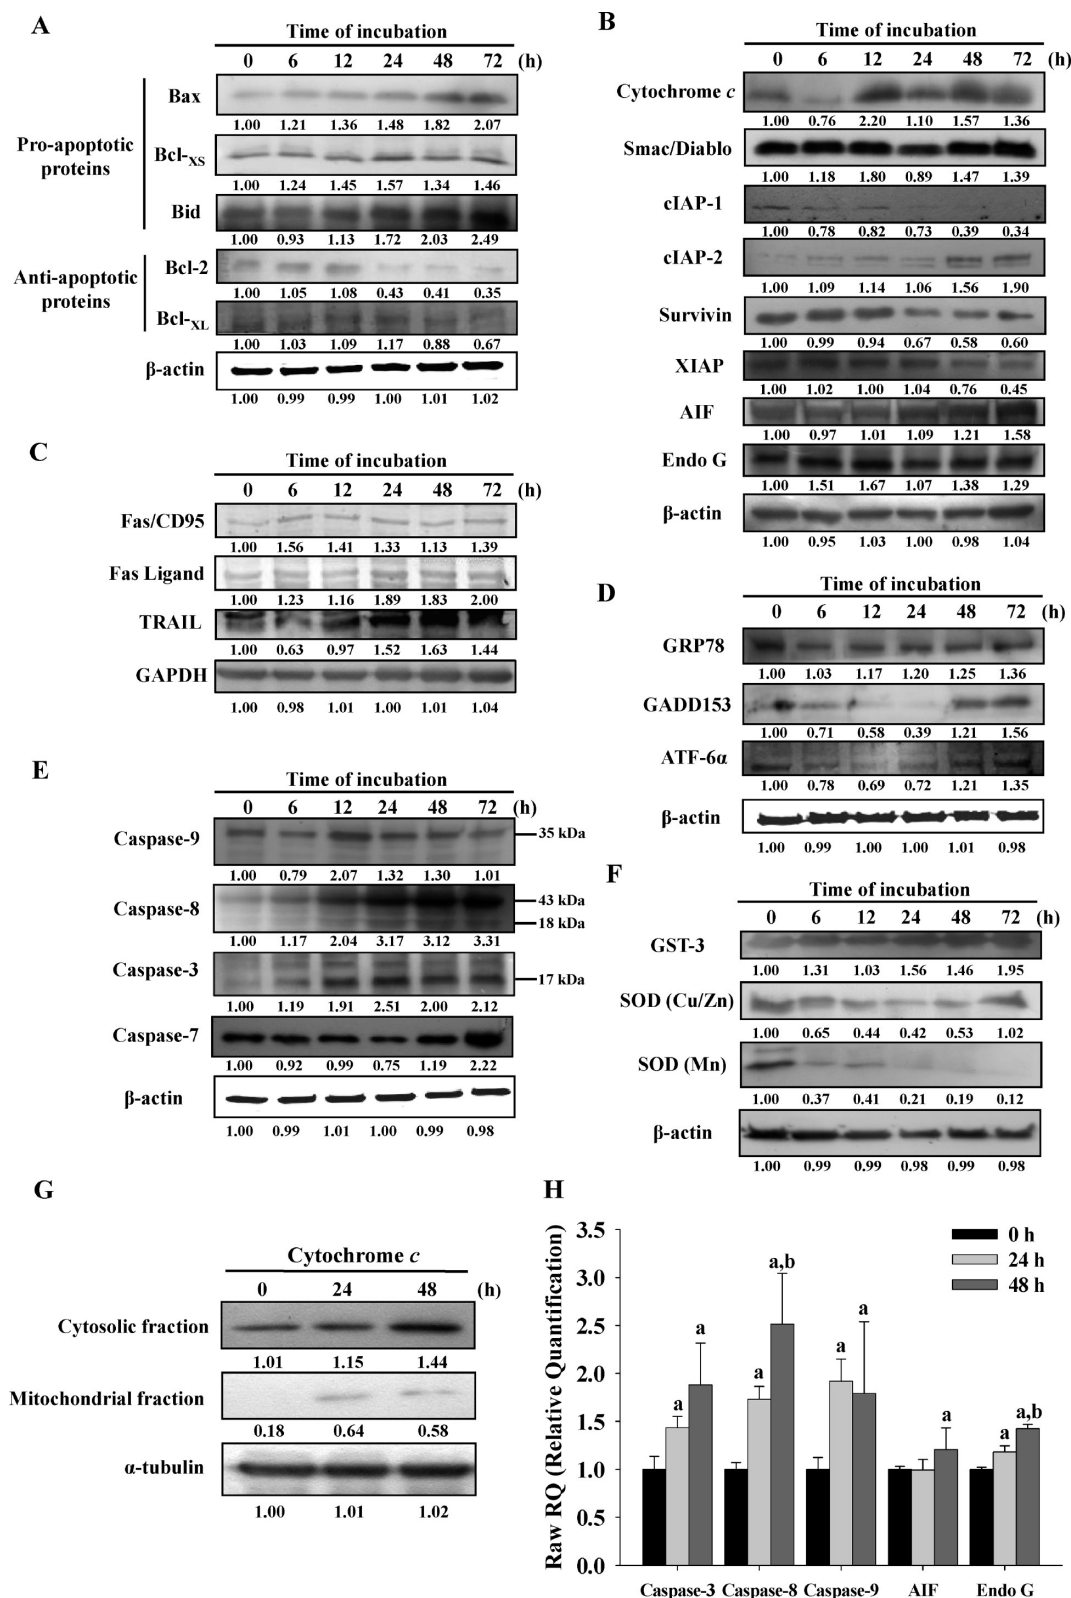 A
Time of incubation
0 6 12 24 48 72 (h)
Pro-apoptotic
proteins
Bax
1.00 1.21 1.36 1.48 1.82 2.07
Bcl-XS
1.00 1.24 1.45 1.57 1.34 1.46
Bid
1.00 0.93 1.13 1.72 2.03 2.49
Anti-apoptotic
proteins
Bcl-2
1.00 1.05 1.08 0.43 0.41 0.35
Bcl-XL
1.00 1.03 1.09 1.17 0.88 0.67
β-actin
1.00 0.99 0.99 1.00 1.01 1.02
B
Time of incubation
0 6 12 24 48 72 (h)
Cytochrome c
1.00 0.76 2.20 1.10 1.57 1.36
Smac/Diablo
1.00 1.18 1.80 0.89 1.47 1.39
cIAP-1
1.00 0.78 0.82 0.73 0.39 0.34
cIAP-2
1.00 1.09 1.14 1.06 1.56 1.90
Survivin
1.00 0.99 0.94 0.67 0.58 0.60
XIAP
1.00 1.02 1.00 1.04 0.76 0.45
AIF
1.00 0.97 1.01 1.09 1.21 1.58
Endo G
1.00 1.51 1.67 1.07 1.38 1.29
β-actin
1.00 0.95 1.03 1.00 0.98 1.04
C
Time of incubation
0 6 12 24 48 72 (h)
Fas/CD95
1.00 1.56 1.41 1.33 1.13 1.39
Fas Ligand
1.00 1.23 1.16 1.89 1.83 2.00
TRAIL
1.00 0.63 0.97 1.52 1.63 1.44
GAPDH
1.00 0.98 1.01 1.00 1.01 1.04
D
Time of incubation
0 6 12 24 48 72 (h)
GRP78
1.00 1.03 1.17 1.20 1.25 1.36
GADD153
1.00 0.71 0.58 0.39 1.21 1.56
ATF-6α
1.00 0.78 0.69 0.72 1.21 1.35
β-actin
1.00 0.99 1.00 1.00 1.01 0.98
E
Time of incubation
0 6 12 24 48 72 (h)
Caspase-9
35 kDa
1.00 0.79 2.07 1.32 1.30 1.01
Caspase-8
43 kDa
18 kDa
1.00 1.17 2.04 3.17 3.12 3.31
Caspase-3
17 kDa
1.00 1.19 1.91 2.51 2.00 2.12
Caspase-7
1.00 0.92 0.99 0.75 1.19 2.22
β-actin
1.00 0.99 1.01 1.00 0.99 0.98
F
Time of incubation
0 6 12 24 48 72 (h)
GST-3
1.00 1.31 1.03 1.56 1.46 1.95
SOD (Cu/Zn)
1.00 0.65 0.44 0.42 0.53 1.02
SOD (Mn)
1.00 0.37 0.41 0.21 0.19 0.12
β-actin
1.00 0.99 0.99 0.98 0.99 0.98
G
Cytochrome c
0 24 48 (h)
Cytosolic fraction
1.01 1.15 1.44
Mitochondrial fraction
0.18 0.64 0.58
α-tubulin
1.00 1.01 1.02
H
Raw RQ (Relative Quantification)
3.5
3.0
2.5
2.0
1.5
1.0
0.5
0.0
0 h
24 h
48 h
a a
a a,b
a a
a
a a,b
Caspase-3 Caspase-8 Caspase-9 AIF Endo G